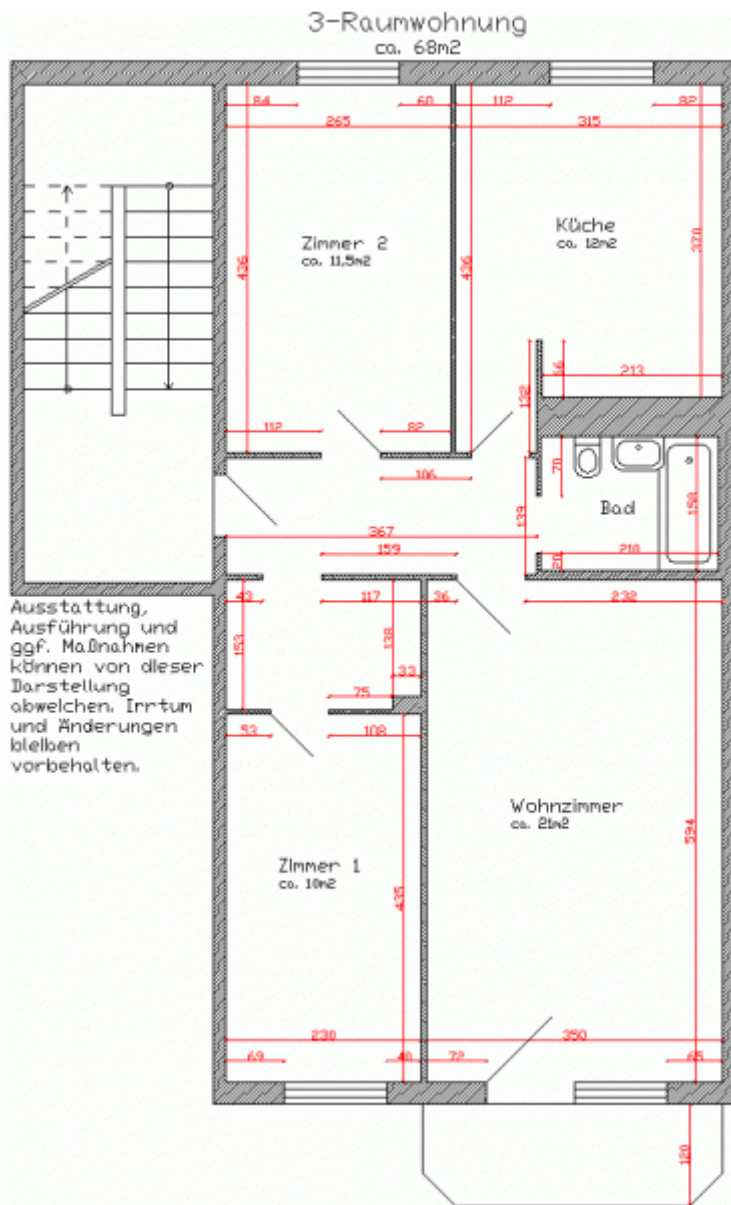 3-Raumwohnung
ca. 68m2
84
60
112
82
265
315
Zimmer 2
ca. 11,5m2
Küche
ca. 12m2
436
436
370
56
213
132
112
82
106
70
Bad
158
139
367
159
20
210
43
117
36
232
153
138
33
75
53
108
Ausstattung,
Ausführung und
ggf. Maßnahmen
können von dieser
Darstellung
abweichen. Irrtum
und Änderungen
bleiben
vorbehalten.
Wohnzimmer
ca. 21m2
594
Zimmer 1
ca. 10m2
435
230
350
69
40
72
65
120